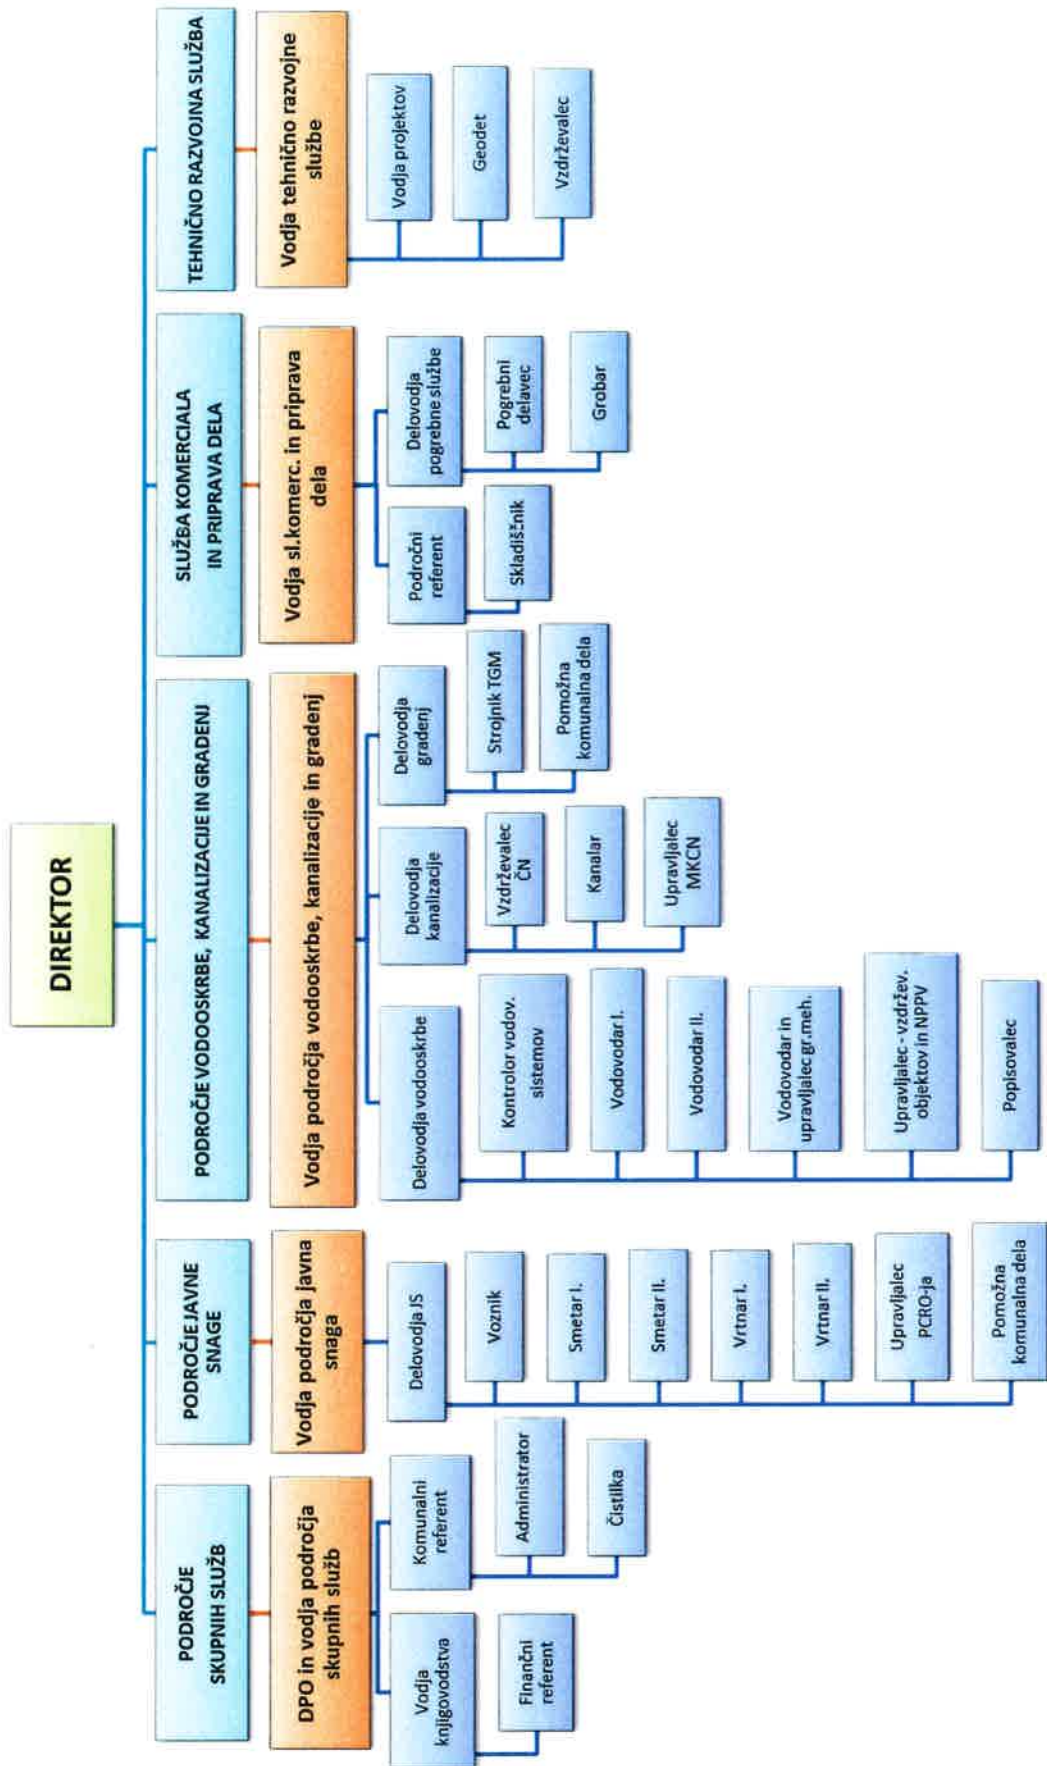 DIREKTOR
PODROČJE
SKUPNIH SLUŽB
DPO in vodja področja
skupnih služb
Vodja
knjigovodstva
Finančni
referent
Komunalni
referent
Administrator
Čistilka
PODROČJE JAVNE
SNAGE
Vodja področja javna
snaga
Delovodja JS
Voznik
Smetar I.
Smetar II.
Vrtnar I.
Vrtnar II.
Upravljalec
PCRO-ja
Pomožna
komunalna dela
PODROČJE VODOOSKRBE, KANALIZACIJE IN GRADENJ
Vodja področja vodooskrbe, kanalizacije in gradenj
Delovodja vodooskrbe
Kontrolor vodov.
sistemov
Vodovodar I.
Vodovodar II.
Vodovodar in
upravljalec gr.meh.
Upravljalec - vzdržev.
objektov in NPPV
Popisovalec
Delovodja
kanalizacije
Vzdrževalec
ČN
Kanalar
Upravljalec
MKČN
Delovodja
gradenj
Strojnik TGM
Pomožna
komunalna dela
SLUŽBA KOMERCIALA
IN PRIPRAVA DELA
Vodja sl.komerc. in priprava
dela
Področni
referent
Skladiščnik
Delovodja
pogrebne službe
Pogrebni
delavec
Grobar
TEHNIČNO RAZVOJNA SLUŽBA
Vodja tehnično razvojne
službe
Vodja projektov
Geodet
Vzdrževalec